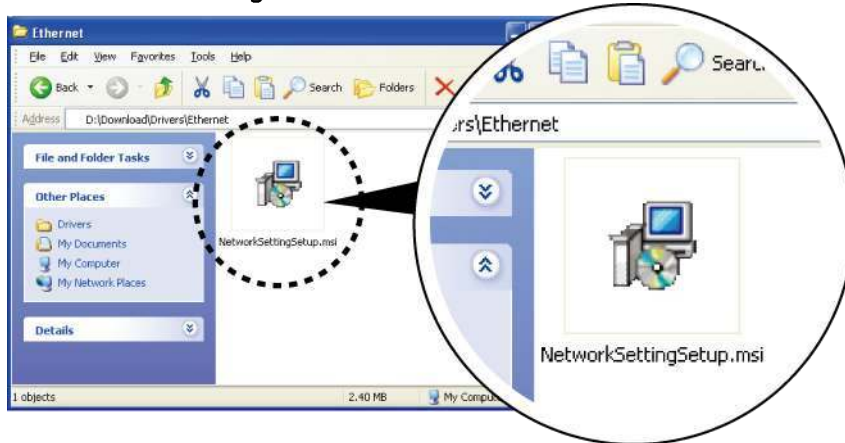 Ethernet
File Edit View Favorites Tools Help
Back Search Folders
Address D:\Download\Drivers\Ethernet
File and Folder Tasks
Other Places
Drivers
My Documents
My Computer
My Network Places
Details
NetworkSettingSetup.msi
1 objects 2.40 MB My Compu
Sear
rs\Ethernet
NetworkSettingSetup.msi